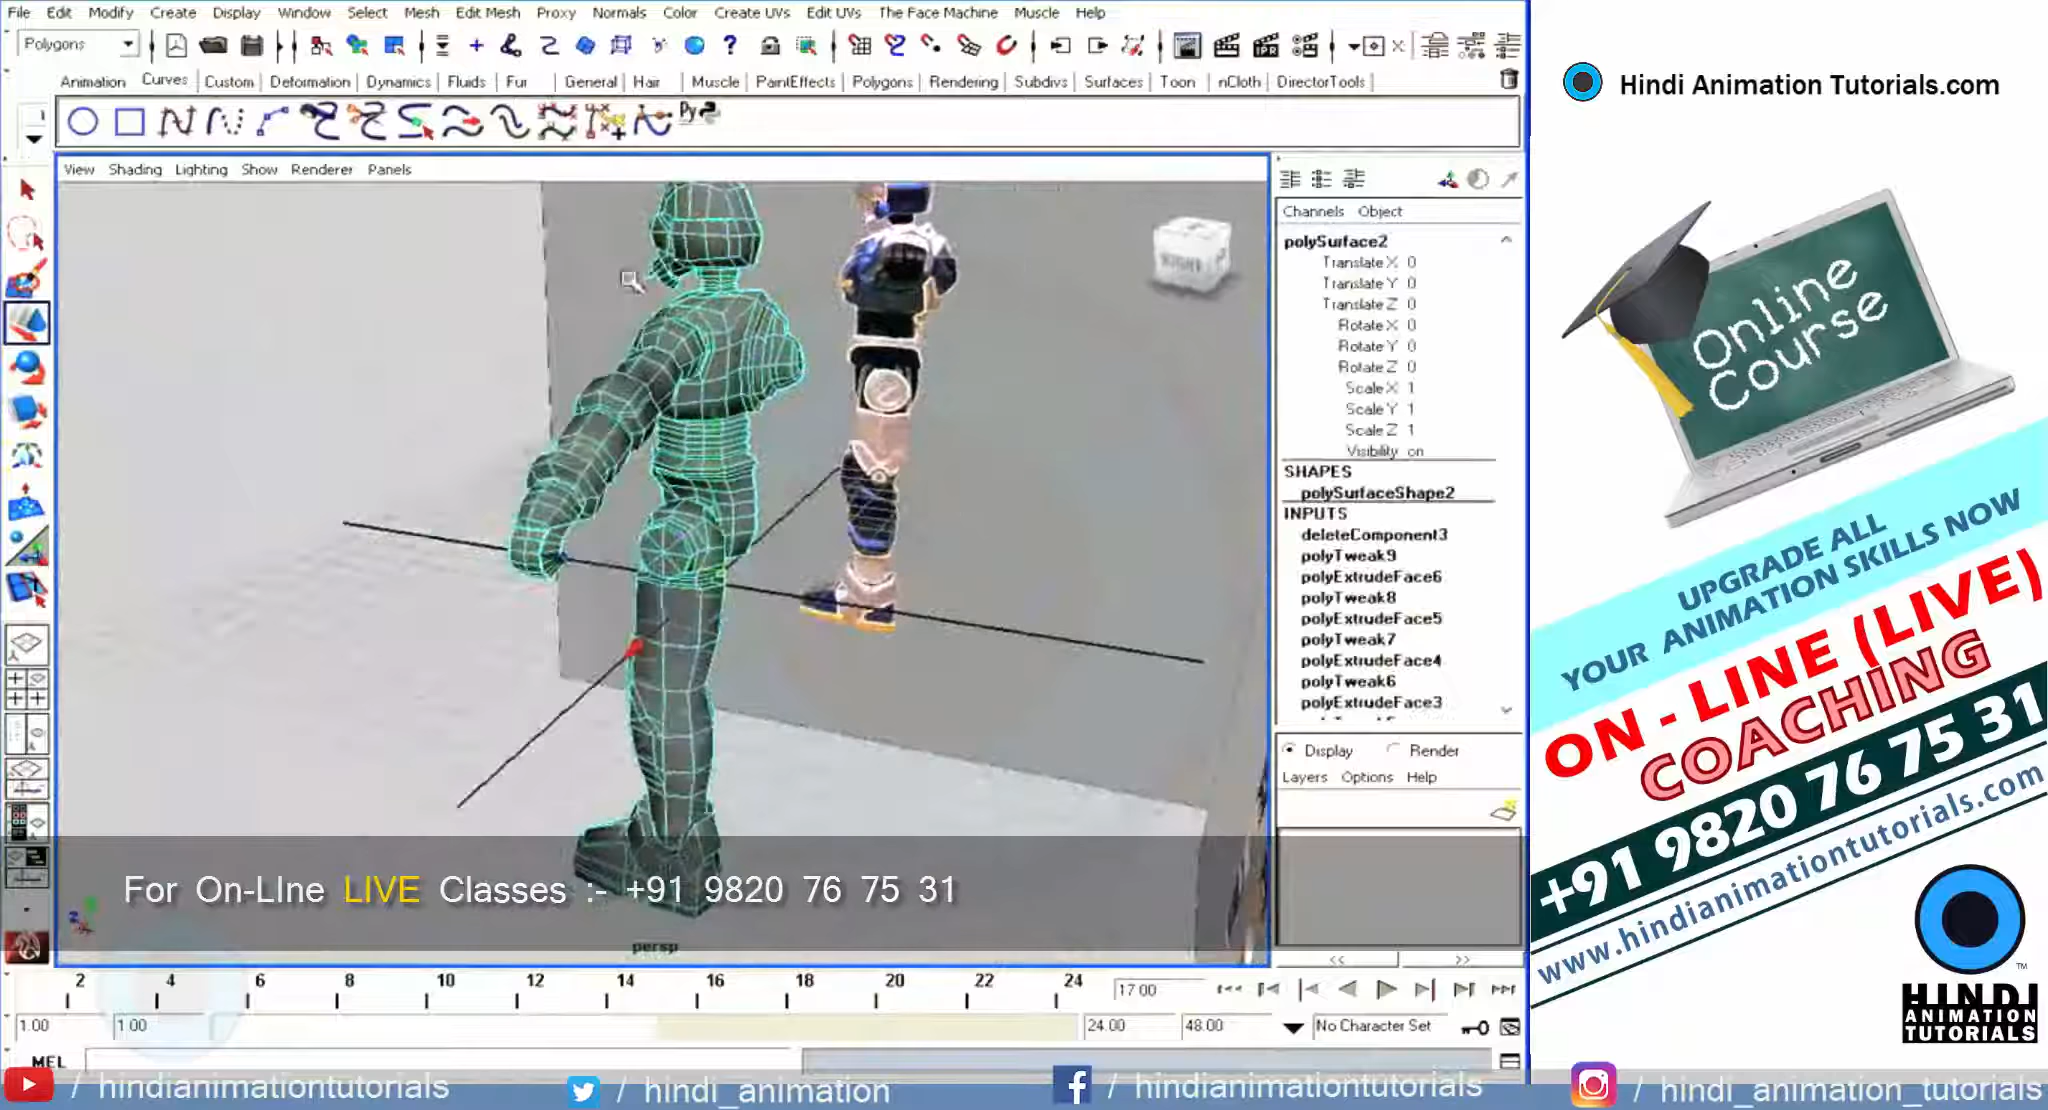 File Edit Modify Create Display Window Select Mesh Edit Mesh Proxy Normals Color Create UVs Edit UVs The Face Machine Muscle Help
Polygons
Animation Curves Custom Deformation Dynamics Fluids Fur General Hair Muscle PaintEffects Polygons Rendering Subdivs Surfaces Toon nCloth DirectorTools
View Shading Lighting Show Renderer Panels
RIGHT
Channels Object
polySurface2
Translate X 0
Translate Y 0
Translate Z 0
Rotate X 0
Rotate Y 0
Rotate Z 0
Scale X 1
Scale Y 1
Scale Z 1
Visibility on
SHAPES
polySurfaceShape2
INPUTS
deleteComponent3
polyTweak9
polyExtrudeFace6
polyTweak8
polyExtrudeFace5
polyTweak7
polyExtrudeFace4
polyTweak6
polyExtrudeFace3
Display Render
Layers Options Help
For On-LIne LIVE Classes :- +91 9820 76 75 31
persp
2 4 6 8 10 12 14 16 18 20 22 24
17.00
1.00 1.00 24.00 48.00 No Character Set
MEL
/ hindianimationtutorials
/ hindi_animation
/ hindianimationtutorials
/ hindi_animation_tutorials
Hindi Animation Tutorials.com
Online
Course
UPGRADE ALL
YOUR ANIMATION SKILLS NOW
ON - LINE (LIVE)
COACHING
+91 9820 76 75 31
www.hindianimationtutorials.com
TM
HINDI
ANIMATION
TUTORIALS